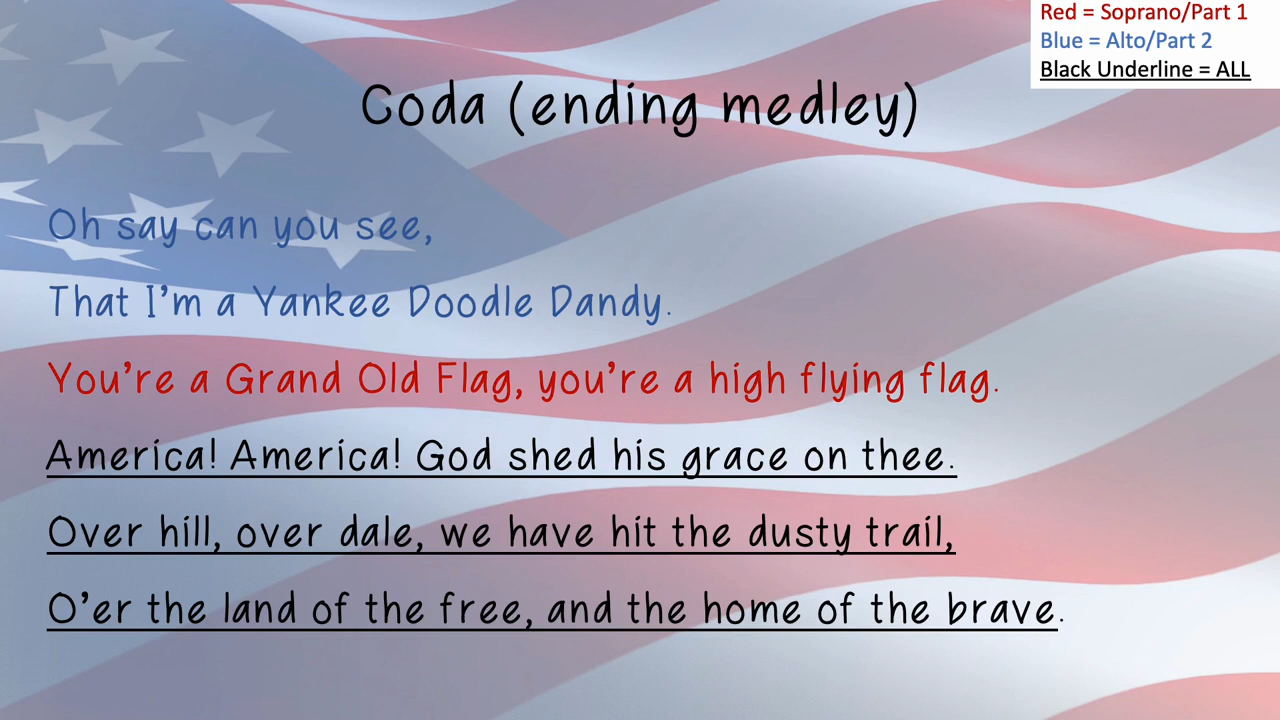 Red = Soprano/Part 1
Blue = Alto/Part 2
Black Underline = ALL
Coda (ending medley)
Oh say can you see,
That I'm a Yankee Doodle Dandy.
You're a Grand Old Flag, you're a high flying flag.
America! America! God shed his grace on thee.
Over hill, over dale, we have hit the dusty trail,
O'er the land of the free, and the home of the brave.